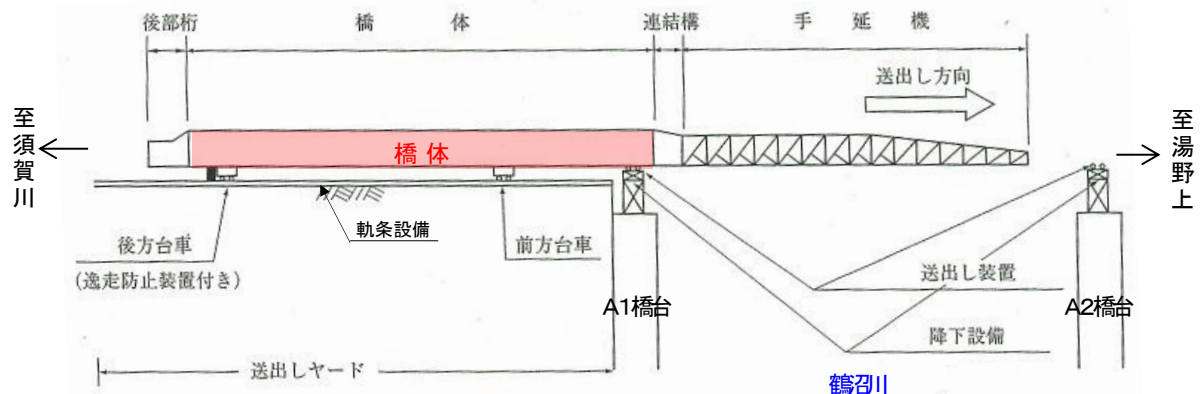 後部桁
橋体
連結構
手延機
送出し方向
至須賀川
橋体
至湯野上
軌条設備
後方台車
(逸走防止装置付き)
前方台車
送出し装置
A1橋台
A2橋台
降下設備
送出しヤード
鶴沼川